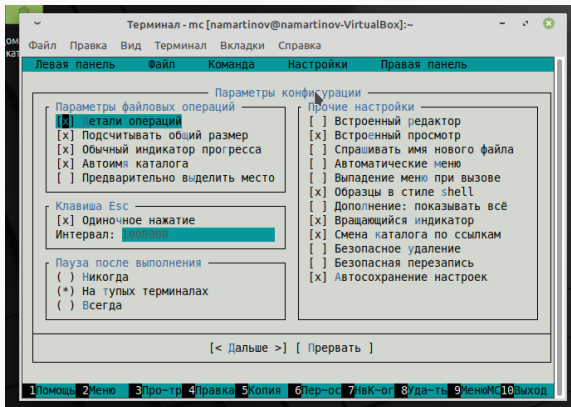 Терминал - mc [namartinov@namartinov-VirtualBox]:~
Файл Правка Вид Терминал Вкладки Справка
Левая панель Файл Команда Настройки Правая панель
Параметры конфигурации
Параметры файловых операций
[x] Детали операций
[x] Подсчитывать общий размер
[x] Обычный индикатор прогресса
[x] Автоимя каталога
[ ] Предварительно выделить место
Клавиша Esc
[x] Одиночное нажатие
Интервал: 1000000
Пауза после выполнения
( ) Никогда
(*) На тупых терминалах
( ) Всегда
Прочие настройки
[ ] Встроенный редактор
[x] Встроенный просмотр
[ ] Спрашивать имя нового файла
[ ] Автоматические меню
[ ] Выпадение меню при вызове
[x] Образцы в стиле shell
[ ] Дополнение: показывать всё
[x] Вращающийся индикатор
[x] Смена каталога по ссылкам
[ ] Безопасное удаление
[ ] Безопасная перезапись
[x] Автосохранение настроек
[< Дальше >] [ Прервать ]
1Помощь 2Меню 3Про~тр 4Правка 5Копия 6Пер~ос 7НвК~ог 8Уда~ть 9МенюMC 10Выход